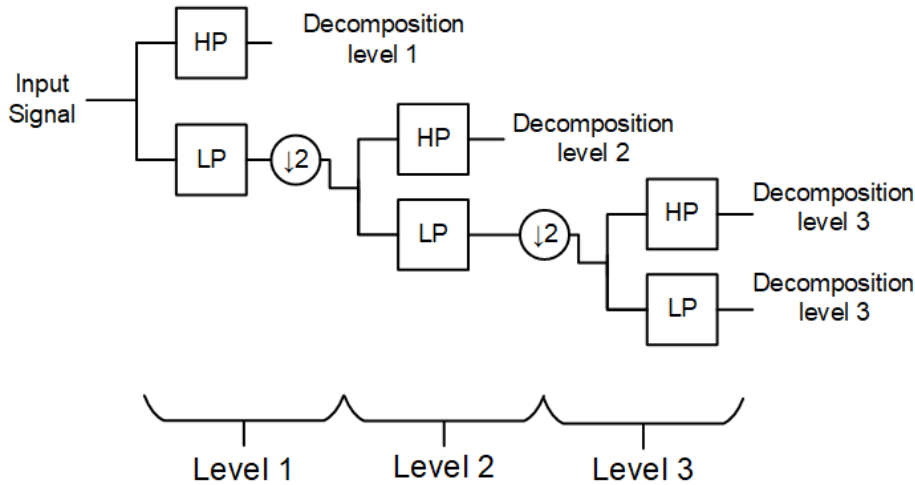 HP
Decomposition
level 1
Input
Signal
LP
↓2
HP
Decomposition
level 2
LP
↓2
HP
Decomposition
level 3
LP
Decomposition
level 3
Level 1
Level 2
Level 3